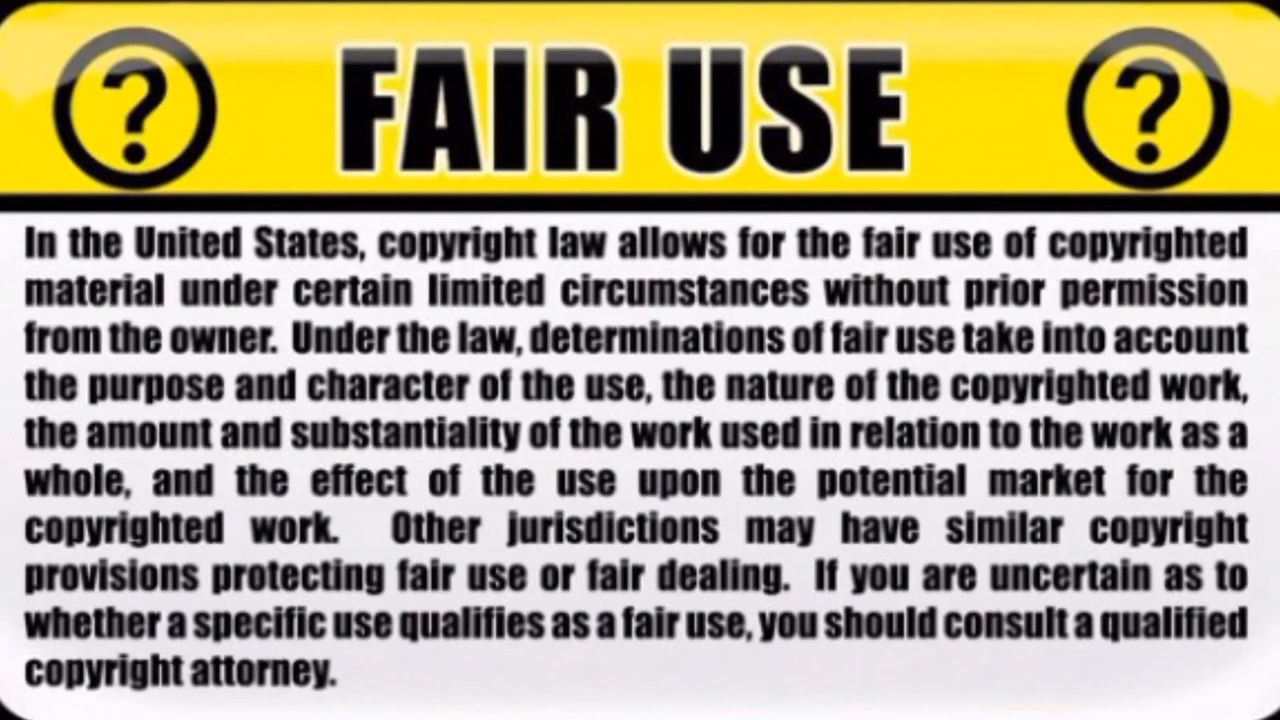 ? FAIR USE ?
In the United States, copyright law allows for the fair use of copyrighted
material under certain limited circumstances without prior permission
from the owner. Under the law, determinations of fair use take into account
the purpose and character of the use, the nature of the copyrighted work,
the amount and substantiality of the work used in relation to the work as a
whole, and the effect of the use upon the potential market for the
copyrighted work. Other jurisdictions may have similar copyright
provisions protecting fair use or fair dealing. If you are uncertain as to
whether a specific use qualifies as a fair use, you should consult a qualified
copyright attorney.